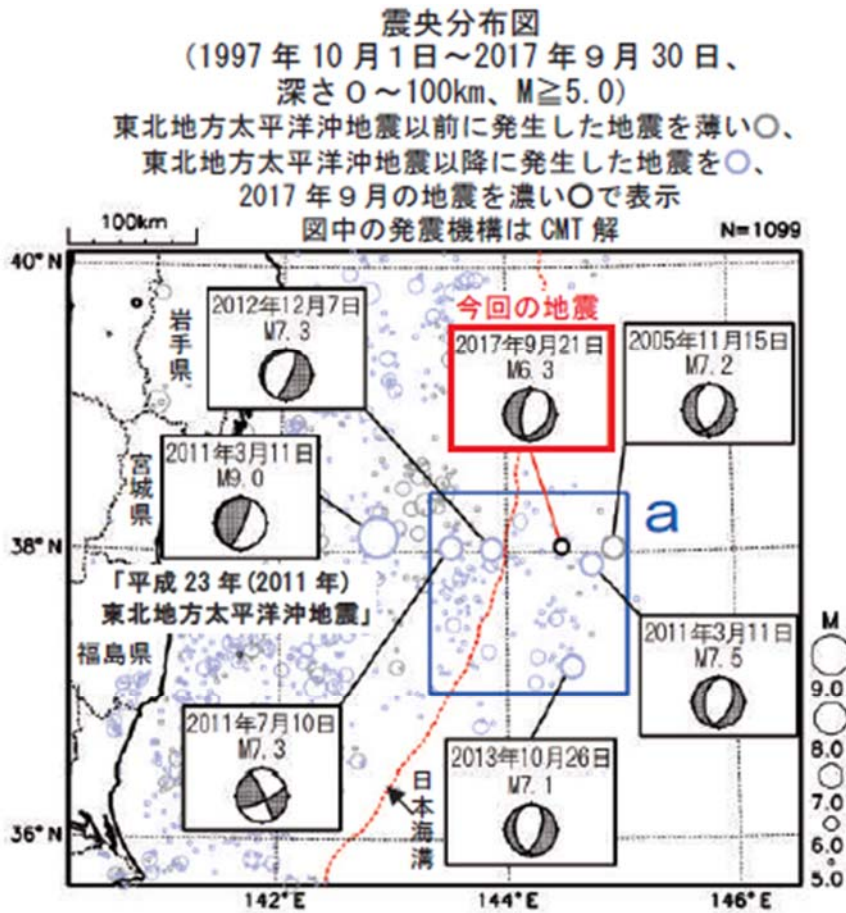 震央分布図
(1997年10月1日~2017年9月30日、
深さ0~100km、M≧5.0)
東北地方太平洋沖地震以前に発生した地震を薄い○、
東北地方太平洋沖地震以降に発生した地震を○、
2017年9月の地震を濃い○で表示
図中の発震機構はCMT解
100km
N=1099
40°N
38°N
36°N
岩手県
宮城県
福島県
2012年12月7日
M7.3
今回の地震
2017年9月21日
M6.3
2005年11月15日
M7.2
2011年3月11日
M9.0
a
「平成23年(2011年)
東北地方太平洋沖地震」
2011年3月11日
M7.5
2011年7月10日
M7.3
2013年10月26日
M7.1
日本海溝
M
9.0
8.0
7.0
6.0
5.0
142°E
144°E
146°E